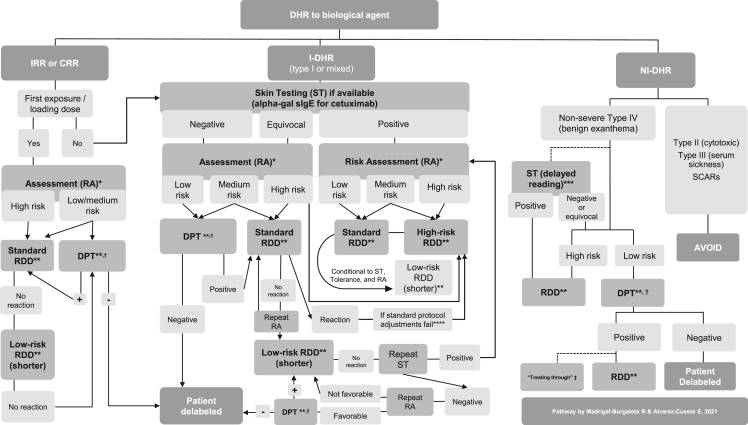 DHR to biological agent
IRR or CRR
First exposure /
loading dose
Yes
No
Assessment (RA)*
High risk
Low/medium
risk
Standard
RDD**
DPT**,†
No
reaction
+
-
Low-risk
RDD**
(shorter)
No reaction
I-DHR
(type I or mixed)
Skin Testing (ST) if available
(alpha-gal sIgE for cetuximab)
Negative
Equivocal
Positive
Assessment (RA)*
Low
risk
Medium
risk
High risk
DPT **,†
Standard
RDD**
Positive
Negative
No
reaction
Repeat
RA
Reaction
If standard protocol
adjustments fail****
Risk Assessment (RA)*
Low
risk
Medium
risk
High
risk
Standard
RDD**
High-risk
RDD**
Conditional to ST,
Tolerance, and RA
Low-risk
RDD
(shorter)**
Low-risk RDD**
(shorter)
No
reaction
Repeat
ST
Positive
Negative
Repeat
RA
Not favorable
Favorable
+
DPT **,†
-
Patient
delabeled
NI-DHR
Non-severe Type IV
(benign exanthema)
ST (delayed
reading)***
Positive
Negative
or
equivocal
High risk
Low risk
RDD**
DPT**, †
Positive
Negative
"Treating through" ‡
RDD**
Patient
Delabeled
Type II (cytotoxic)
Type III (serum
sickness)
SCARs
AVOID
Pathway by Madrigal-Burgaleta R & Alvarez-Cuesta E, 2021